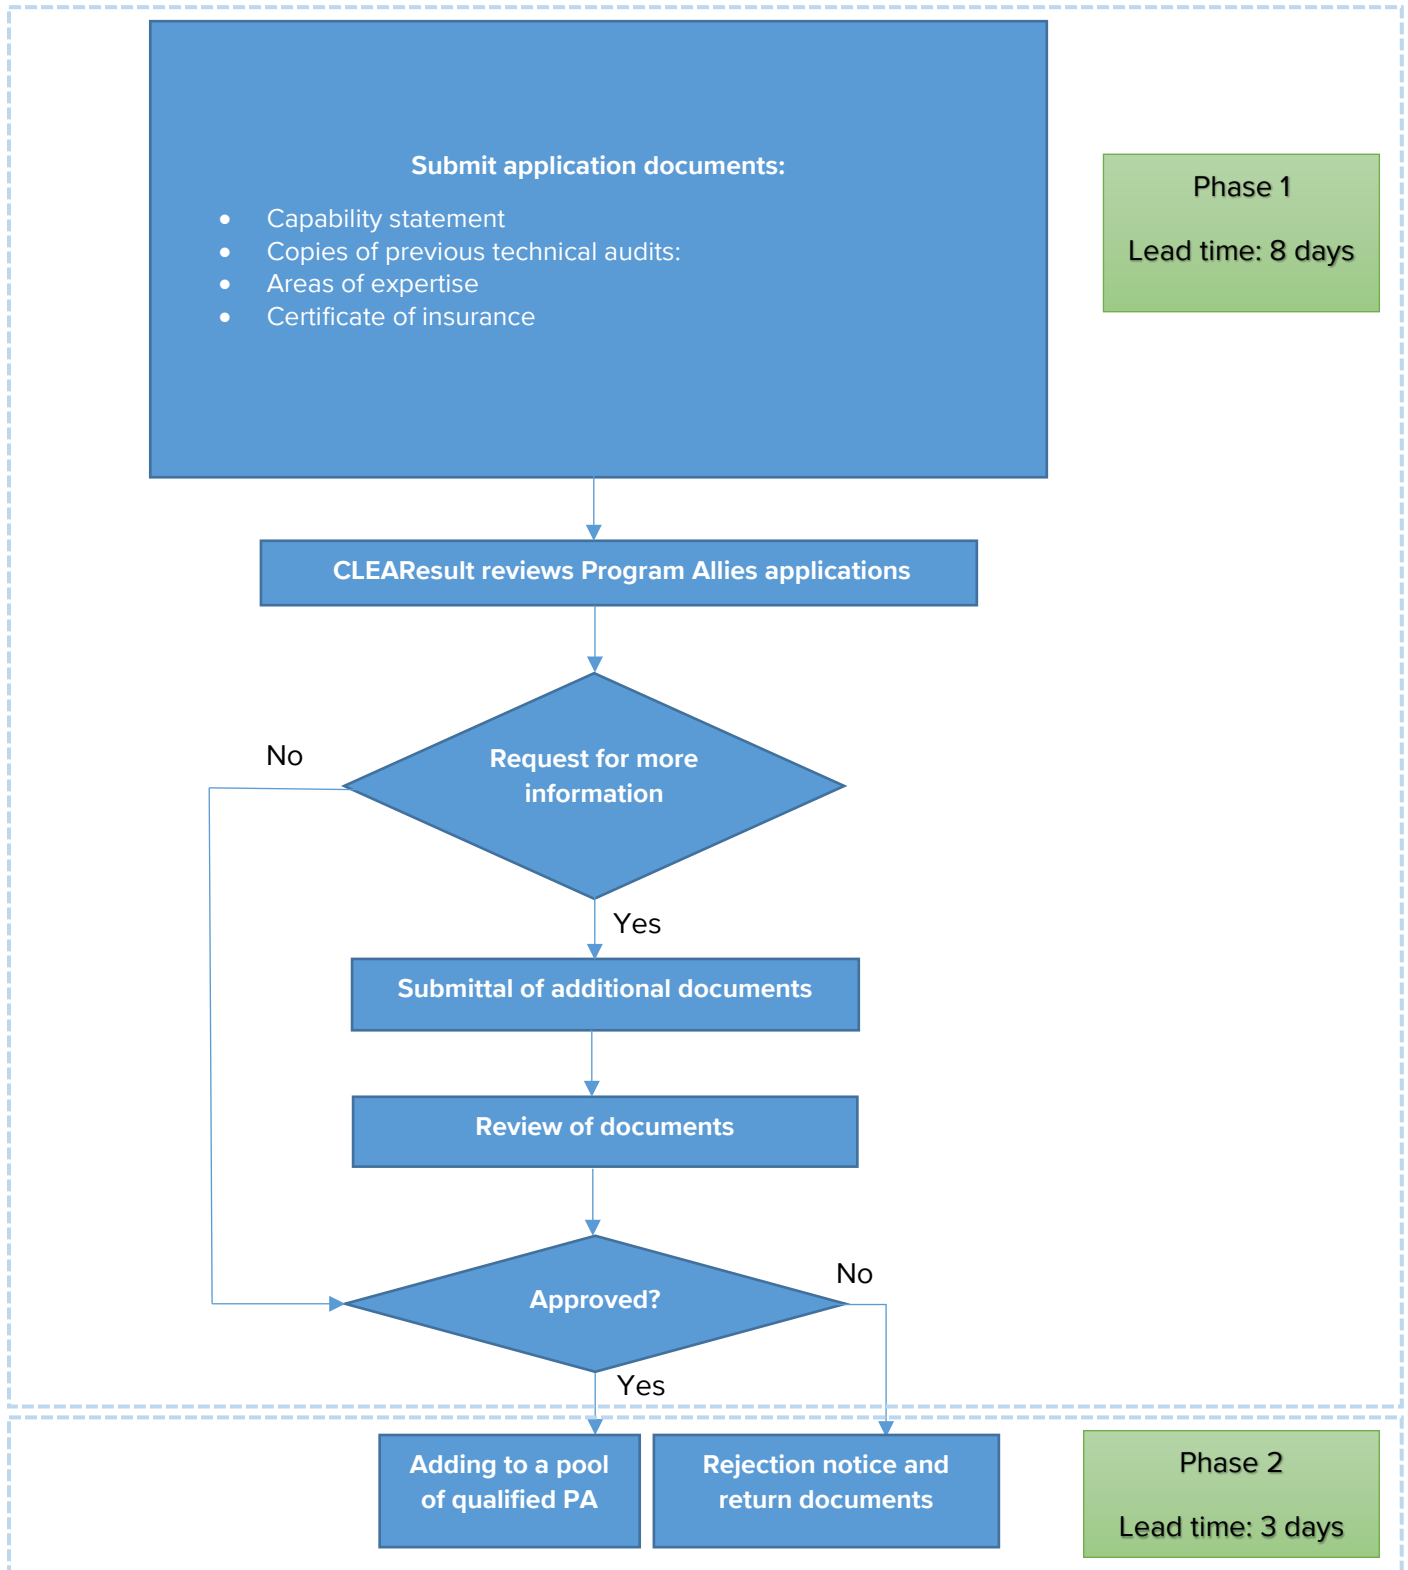 Submit application documents:
● Capability statement
● Copies of previous technical audits:
● Areas of expertise
● Certificate of insurance
Phase 1
Lead time: 8 days
CLEAResult reviews Program Allies applications
Request for more
information
No
Yes
Submittal of additional documents
Review of documents
Approved?
No
Yes
Adding to a pool
of qualified PA
Rejection notice and
return documents
Phase 2
Lead time: 3 days